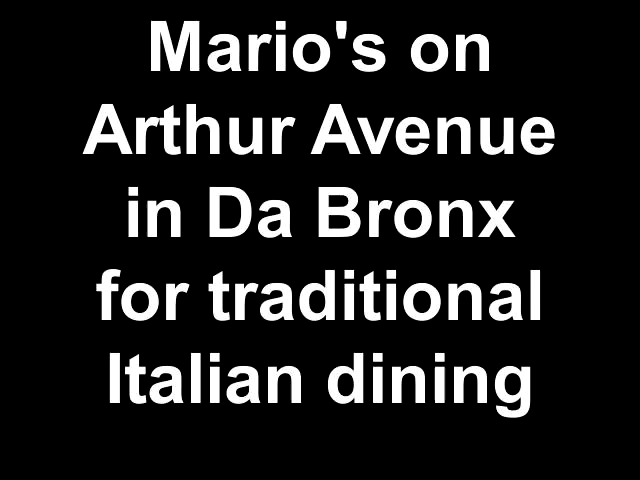 Mario's on
Arthur Avenue
in Da Bronx
for traditional
Italian dining